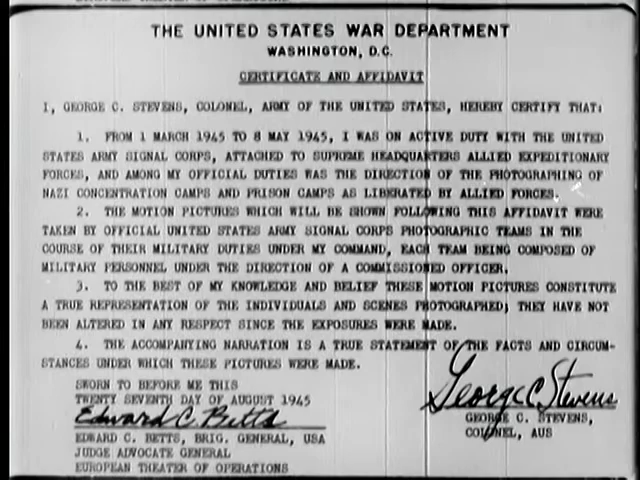 THE UNITED STATES WAR DEPARTMENT
WASHINGTON, D.C.
CERTIFICATE AND AFFIDAVIT
I, GEORGE C. STEVENS, COLONEL, ARMY OF THE UNITED STATES, HEREBY CERTIFY THAT:
1. FROM 1 MARCH 1945 TO 8 MAY 1945, I WAS ON ACTIVE DUTY WITH THE UNITED
STATES ARMY SIGNAL CORPS, ATTACHED TO SUPREME HEADQUARTERS ALLIED EXPEDITIONARY
FORCES, AND AMONG MY OFFICIAL DUTIES WAS THE DIRECTION OF THE PHOTOGRAPHING OF
NAZI CONCENTRATION CAMPS AND PRISON CAMPS AS LIBERATED BY ALLIED FORCES.
2. THE MOTION PICTURES WHICH WILL BE SHOWN FOLLOWING THIS AFFIDAVIT WERE
TAKEN BY OFFICIAL UNITED STATES ARMY SIGNAL CORPS PHOTOGRAPHIC TEAMS IN THE
COURSE OF THEIR MILITARY DUTIES UNDER MY COMMAND, EACH TEAM BEING COMPOSED OF
MILITARY PERSONNEL UNDER THE DIRECTION OF A COMMISSIONED OFFICER.
3. TO THE BEST OF MY KNOWLEDGE AND BELIEF THESE MOTION PICTURES CONSTITUTE
A TRUE REPRESENTATION OF THE INDIVIDUALS AND SCENES PHOTOGRAPHED; THEY HAVE NOT
BEEN ALTERED IN ANY RESPECT SINCE THE EXPOSURES WERE MADE.
4. THE ACCOMPANYING NARRATION IS A TRUE STATEMENT OF THE FACTS AND CIRCUM-
STANCES UNDER WHICH THESE PICTURES WERE MADE.
SWORN TO BEFORE ME THIS
TWENTY SEVENTH DAY OF AUGUST 1945
Edward C. Betts
EDWARD C. BETTS, BRIG. GENERAL, USA
JUDGE ADVOCATE GENERAL
EUROPEAN THEATER OF OPERATIONS
George C. Stevens
GEORGE C. STEVENS,
COLONEL, AUS